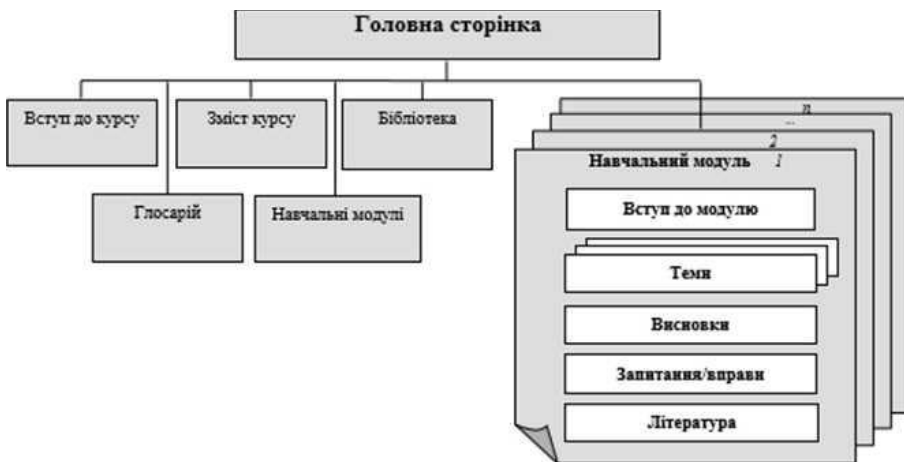 Головна сторінка
Вступ до курсу
Зміст курсу
Бібліотека
Глосарій
Навчальні модулі
n
...
2
Навчальний модуль 1
Вступ до модулю
Теми
Висновки
Запитання/вправи
Література